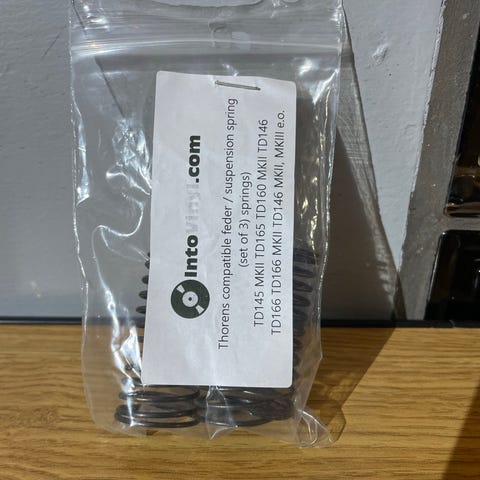 Intovinyl.com
Thorens compatible feder / suspension spring
(set of 3) springs)
TD145 MKII TD165 TD160 MKII TD146
TD166 TD166 MKII TD146 MKII, MKIII e.o.